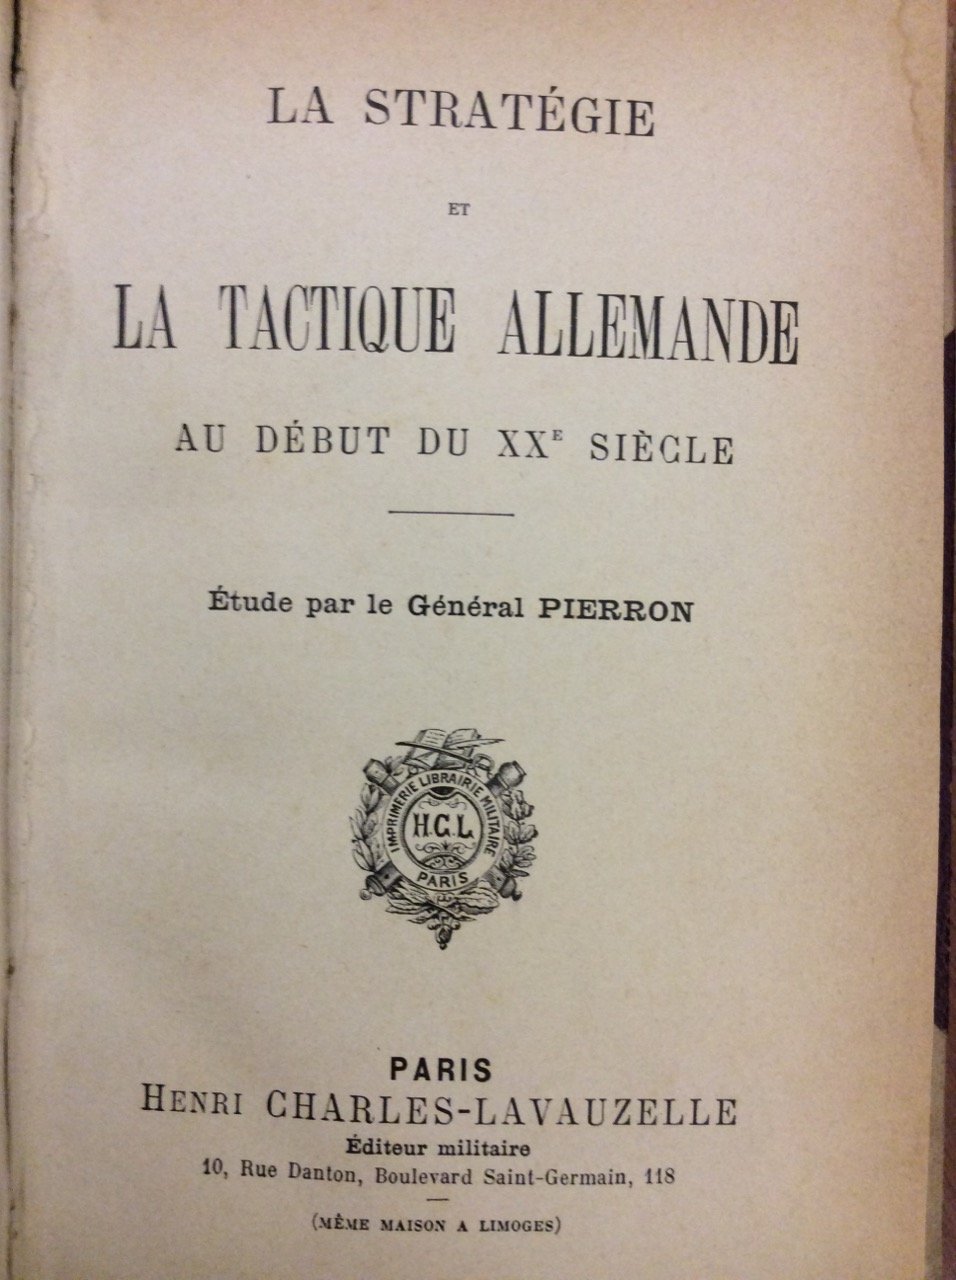 LA STRATÉGIE
ET
LA TACTIQUE ALLEMANDE
AU DÉBUT DU XXE SIÈCLE
Étude par le Général PIERRON
IMPRIMERIE LIBRAIRIE MILITAIRE
H.C.L
PARIS
PARIS
HENRI CHARLES-LAVAUZELLE
Éditeur militaire
10, Rue Danton, Boulevard Saint-Germain, 118
(MÊME MAISON A LIMOGES)